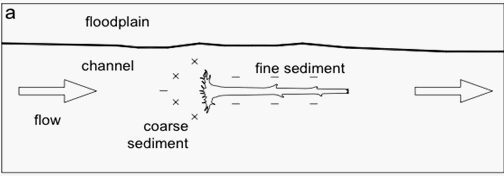 a
floodplain
channel
fine sediment
flow
coarse
sediment